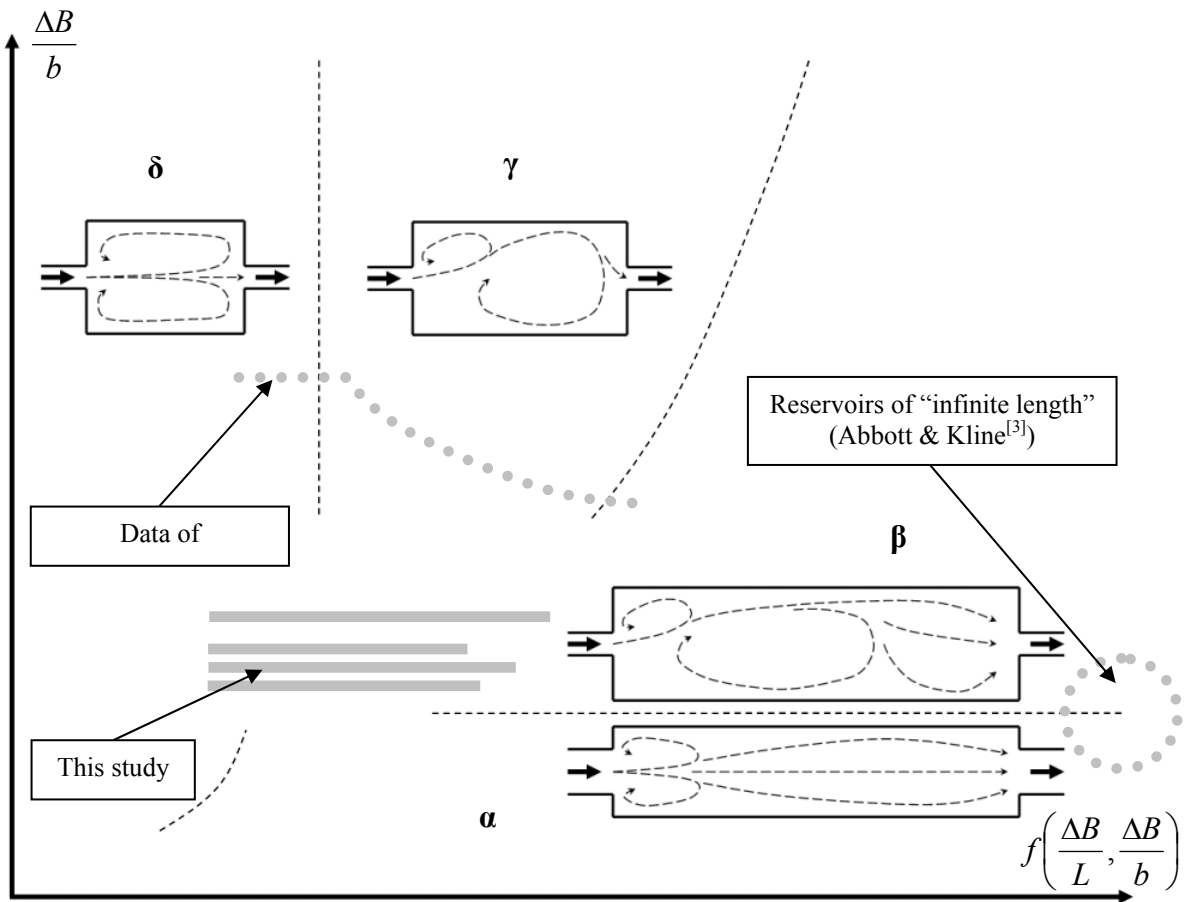 ΔB/b
δ
γ
Reservoirs of “infinite length”
(Abbott & Kline[3])
Data of
β
This study
α
f(ΔB/L, ΔB/b)